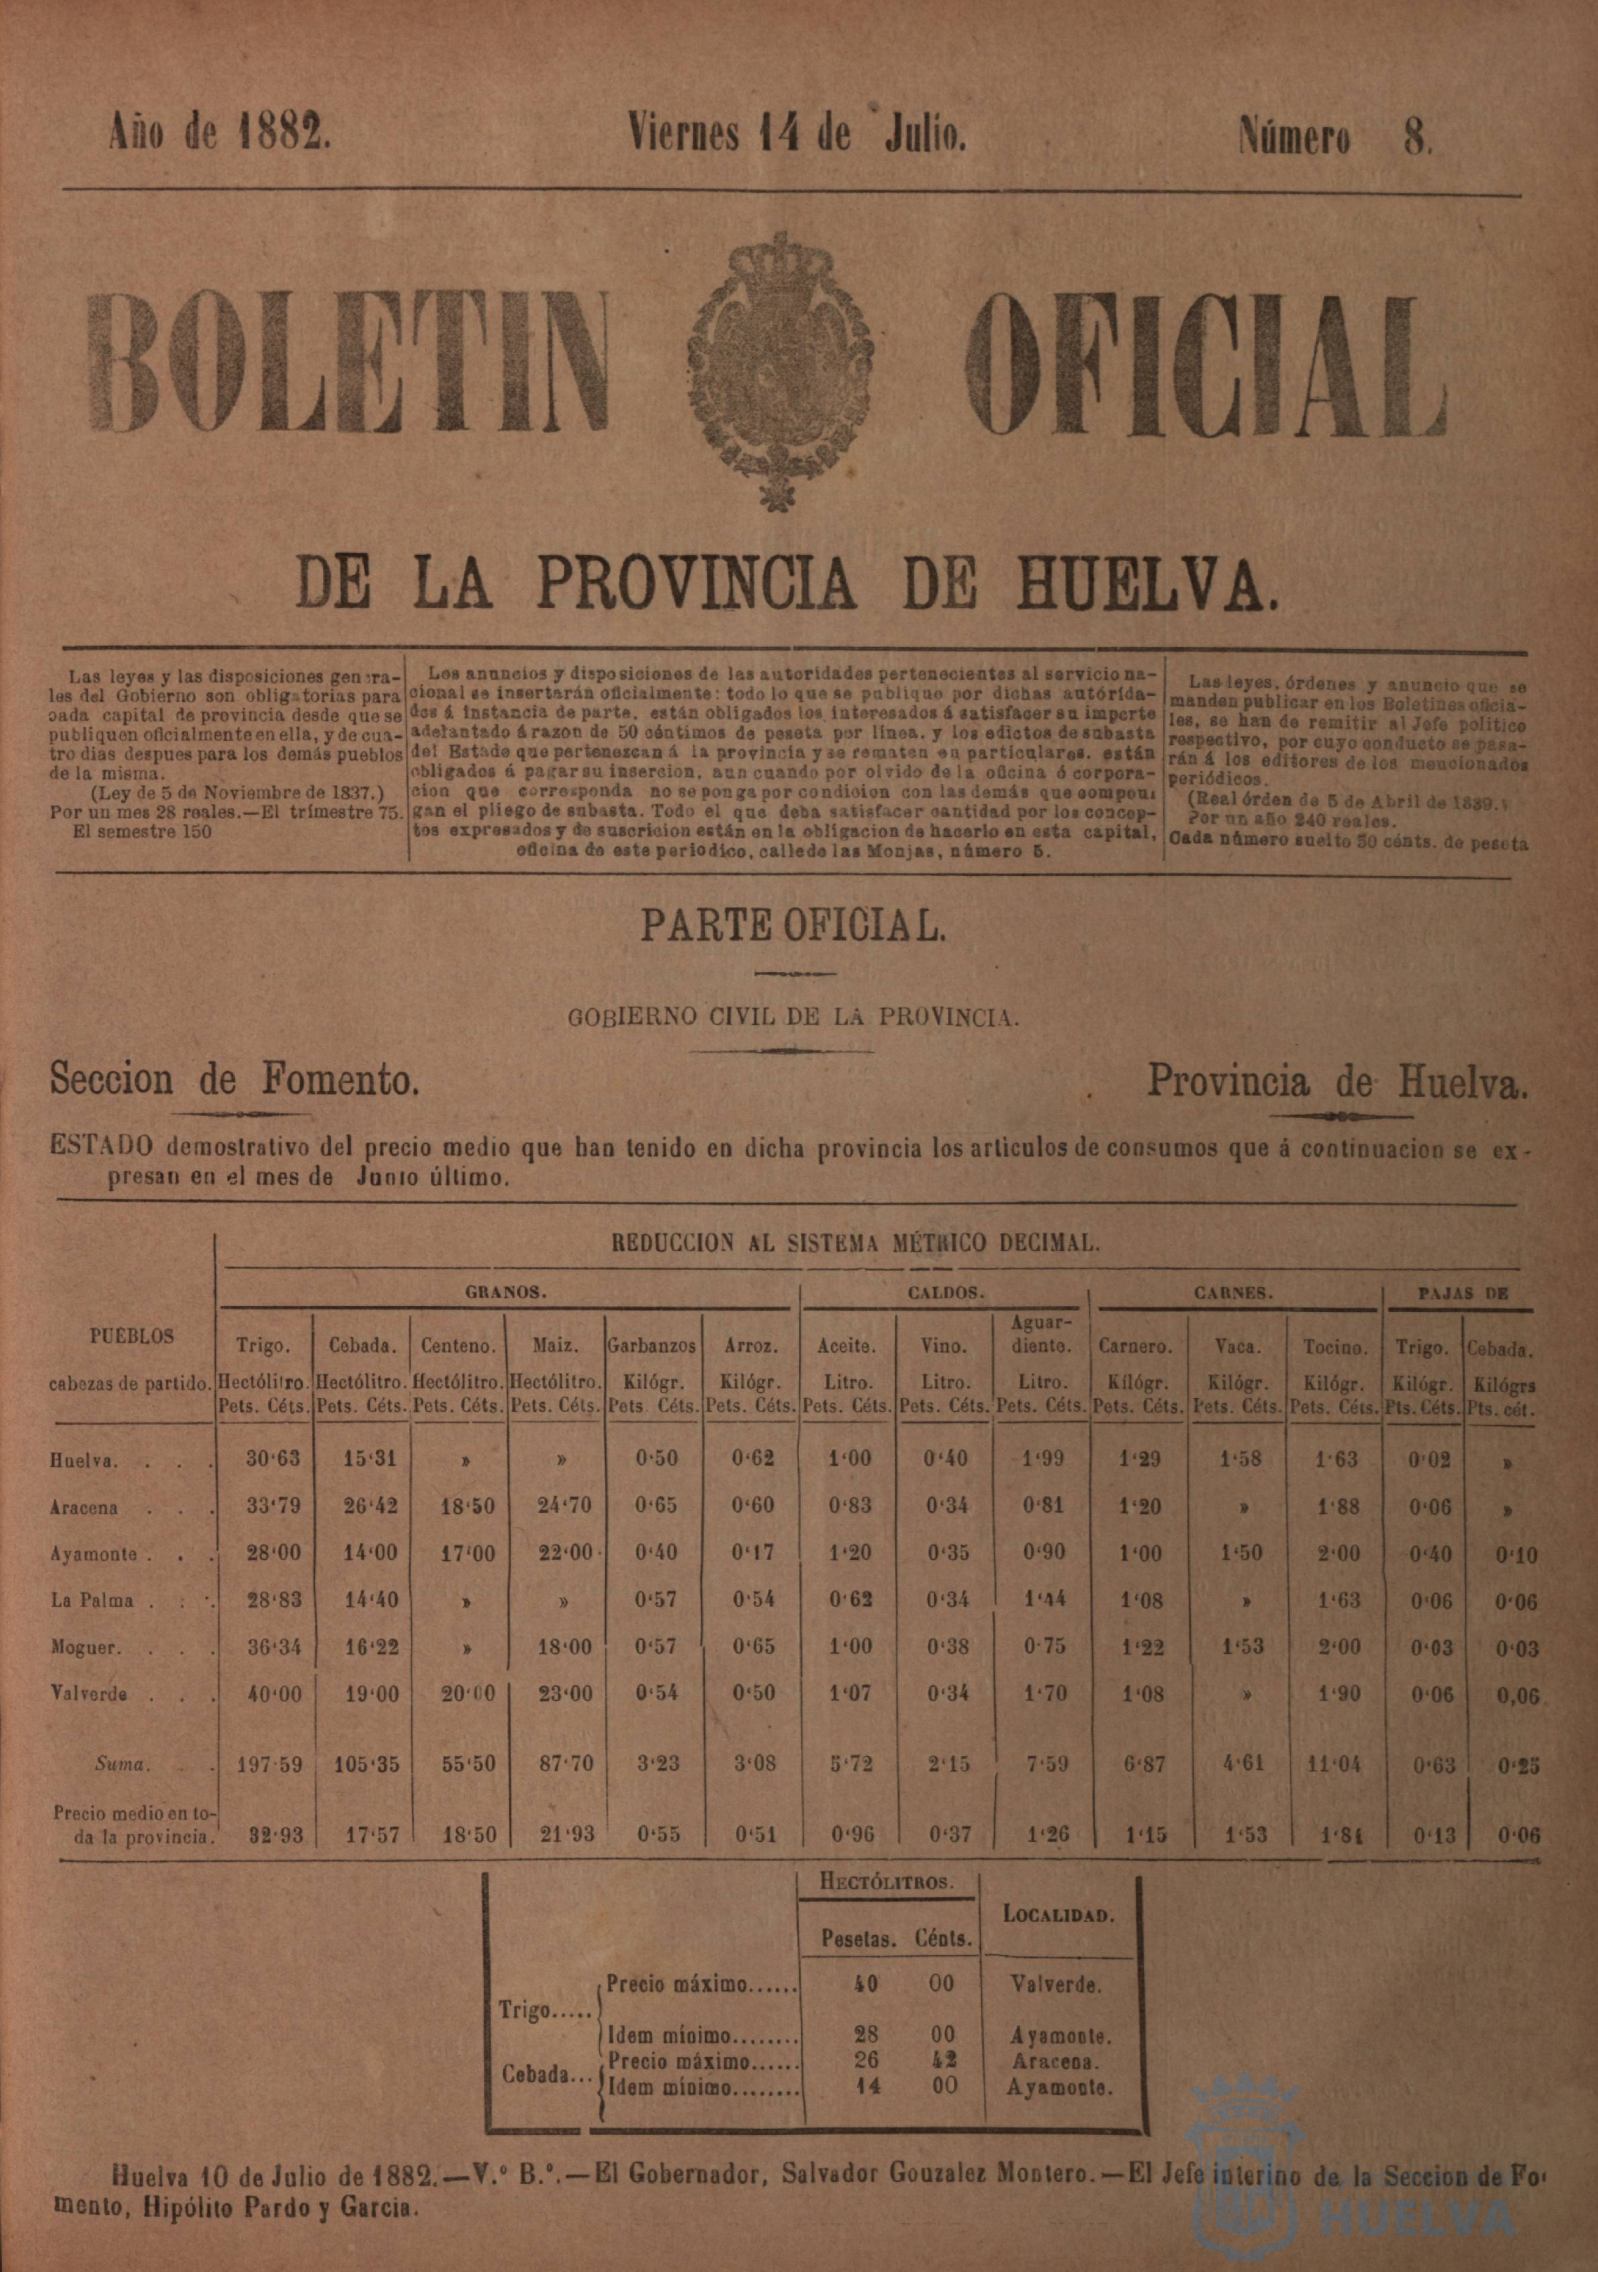 Año de 1882. Viernes 14 de Julio. Número 8.
BOLETIN OFICIAL
DE LA PROVINCIA DE HUELVA.
Las leyes y las disposiciones genera-
les del Gobierno son obligatorias para
cada capital de provincia desde que se
publiquen oficialmente en ella, y de cua-
tro dias despues para los demás pueblos
de la misma.
(Ley de 5 de Noviembre de 1837.)
Por un mes 28 reales.—El trimestre 75.
El semestre 150
Los anuncios y disposiciones de las autoridades pertenecientes al servicio na-
cional se insertarán oficialmente: todo lo que se publique por dichas autórida-
des á instancia de parte, están obligados los interesados á satisfacer su importe
adelantado á razon de 50 céntimos de peseta por línea. y los edictos de subasta
del Estado que pertenezcan á la provincia y se rematen en particulares. están
obligados á pagar su insercion, aun cuando por olvido de la oficina ó corpora-
cion que corresponda no se ponga por condicion con las demás que compon:
gan el pliego de subasta. Todo el que deba satisfacer cantidad por los concep-
tos expresados y de suscricion están en la obligacion de hacerlo en esta capital,
oficina de este periodico, calle de las Monjas, número 5.
Las leyes, órdenes y anuncio que se
manden publicar en los Boletines oficia-
les, se han de remitir al Jefe político
respectivo, por cuyo conducto se pasa-
rán á los editores de los mencionados
periódicos.
(Real órden de 5 de Abril de 1839.)
Por un año 240 reales.
Cada número suelto 50 cénts. de peseta
PARTE OFICIAL.
GOBIERNO CIVIL DE LA PROVINCIA.
Seccion de Fomento. Provincia de Huelva.
ESTADO demostrativo del precio medio que han tenido en dicha provincia los articulos de consumos que á continuacion se ex-
presan en el mes de Junio último.
REDUCCION AL SISTEMA MÉTRICO DECIMAL.
GRANOS. CALDOS. CARNES. PAJAS DE
PUEBLOS Trigo. Cebada. Centeno. Maiz. Garbanzos Arroz. Aceite. Vino. Aguar-diente. Carnero. Vaca. Tocino. Trigo. Cebada.
cabezas de partido. Hectólitro. Hectólitro. Hectólitro. Hectólitro. Kilógr. Kilógr. Litro. Litro. Litro. Kilógr. Kilógr. Kilógr. Kilógr. Kilógrs
Pets. Céts. Pets. Céts. Pets. Céts. Pets. Céts. Pets. Céts. Pets. Céts. Pets. Céts. Pets. Céts. Pets. Céts. Pets. Céts. Pets. Céts. Pets. Céts. Pts. Céts. Pts. cét.
Huelva. . . . 30‘63 15‘31 » » 0‘50 0‘62 1‘00 0‘40 1‘99 1‘29 1‘58 1‘63 0‘02 »
Aracena . . . 33‘79 26‘42 18‘50 24‘70 0‘65 0‘60 0‘83 0‘34 0‘81 1‘20 » 1‘88 0‘06 »
Ayamonte . . . 28‘00 14‘00 17‘00 22‘00 0‘40 0‘17 1‘20 0‘35 0‘90 1‘00 1‘50 2‘00 0‘40 0‘10
La Palma . . . 28‘83 14‘40 » » 0‘57 0‘54 0‘62 0‘34 1‘44 1‘08 » 1‘63 0‘06 0‘06
Moguer. . . . 36‘34 16‘22 » 18‘00 0‘57 0‘65 1‘00 0‘38 0‘75 1‘22 1‘53 2‘00 0‘03 0‘03
Valverde . . . 40‘00 19‘00 20‘00 23‘00 0‘54 0‘50 1‘07 0‘34 1‘70 1‘08 » 1‘90 0‘06 0,06
Suma. . . 197‘59 105‘35 55‘50 87‘70 3‘23 3‘08 5‘72 2‘15 7‘59 6‘87 4‘61 11‘04 0‘63 0‘25
Precio medio en to-
da la provincia. 32‘93 17‘57 18‘50 21‘93 0‘55 0‘51 0‘96 0‘37 1‘26 1‘15 1‘53 1‘84 0‘13 0‘06
HECTÓLITROS. LOCALIDAD.
Pesetas. Cénts.
Trigo.....
Precio máximo...... 40 00 Valverde.
Idem mínimo........ 28 00 Ayamonte.
Cebada...
Precio máximo...... 26 42 Aracena.
Idem mínimo........ 14 00 Ayamonte.
Huelva 10 de Julio de 1882.—V.º B.º.—El Gobernador, Salvador Gouzalez Montero.—El Jefe interino de la Seccion de Fo-
mento, Hipólito Pardo y Garcia.
HUELVA